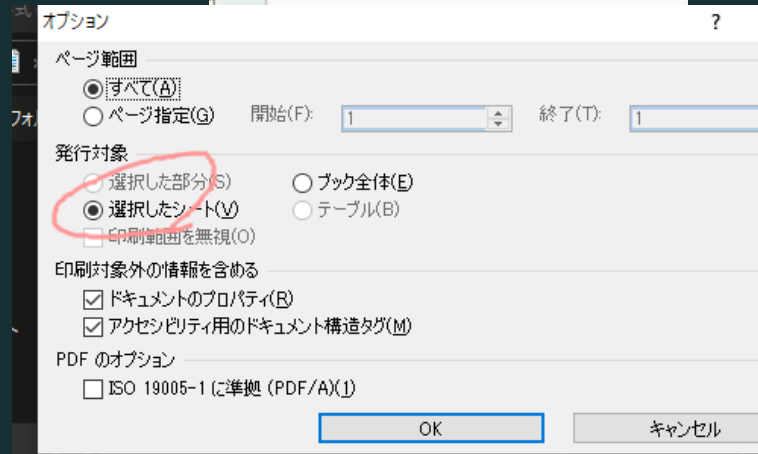 オプション ?
ページ範囲
すべて(A)
ページ指定(G) 開始(F): 1 終了(T): 1
発行対象
選択した部分(S) ブック全体(E)
選択したシート(V) テーブル(B)
印刷範囲を無視(O)
印刷対象外の情報を含める
ドキュメントのプロパティ(R)
アクセシビリティ用のドキュメント構造タグ(M)
PDF のオプション
ISO 19005-1 に準拠 (PDF/A)(1)
OK キャンセル